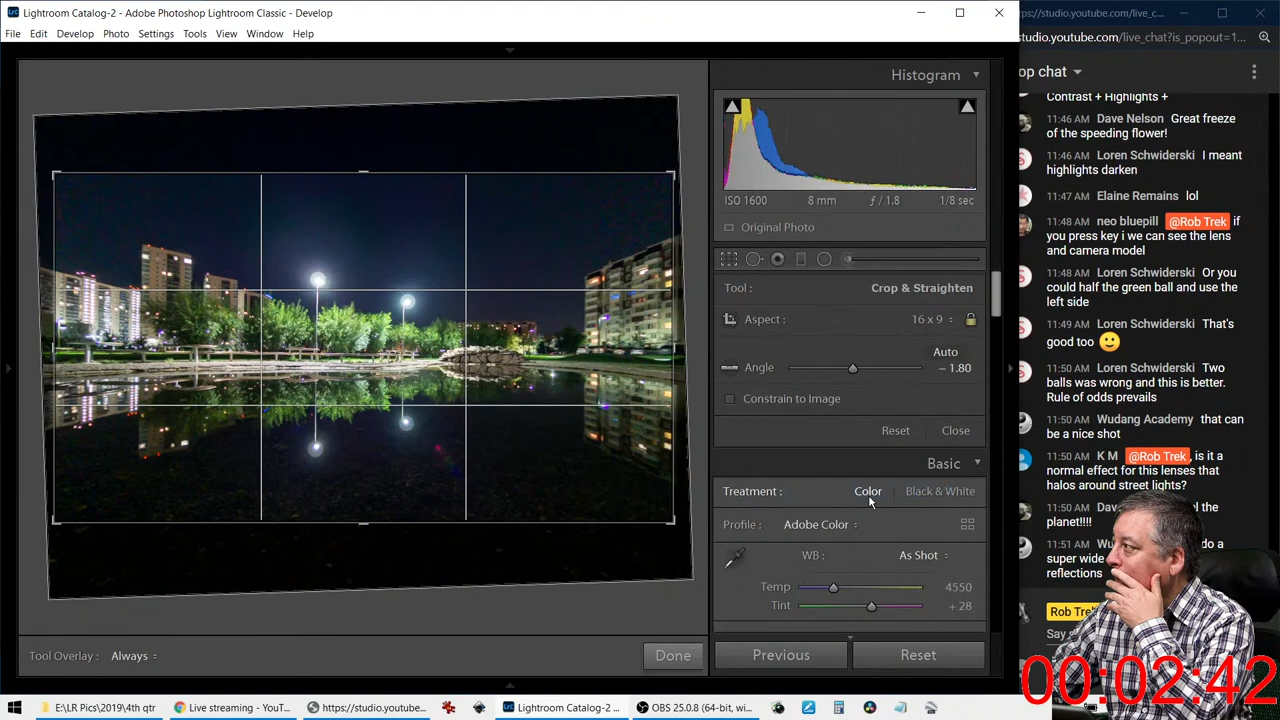 Lightroom Catalog-2 - Adobe Photoshop Lightroom Classic - Develop
File Edit Develop Photo Settings Tools View Window Help
Histogram
ISO 1600 8 mm ƒ / 1.8 1/8 sec
Original Photo
Tool : Crop & Straighten
Aspect : 16 x 9
Auto
Angle - 1.80
Constrain to Image
Reset Close
Basic
Treatment : Color Black & White
Profile : Adobe Color
WB : As Shot
Temp 4550
Tint + 28
Tool Overlay : Always
Done
Previous Reset
ttps://studio.youtube.com/live_c...
tudio.youtube.com/live_chat?is_popout=1...
op chat
Contrast + Highlights +
11:46 AM Dave Nelson Great
freeze of the speeding flower!
11:46 AM Loren Schwiderski I meant
highlights darken
11:47 AM Elaine Remains lol
11:48 AM neo bluepill @Rob Trek if
you press key i we can see the lens
and camera model
11:48 AM Loren Schwiderski Or you
could half the green ball and use the
left side
11:49 AM Loren Schwiderski That's
good too
11:50 AM Loren Schwiderski Two
balls was wrong and this is better.
Rule of odds prevails
11:50 AM Wudang Academy that can
be a nice shot
11:50 AM K M @Rob Trek, is it a
normal effect for this lenses that
halos around street lights?
planet!!!!
11:51 AM
super wide
reflections
Rob Tre
Say
00:02:42
E:\LR Pics\2019\4th qtr
Live streaming - YouT...
https://studio.youtube...
Lightroom Catalog-2 ...
OBS 25.0.8 (64-bit, wi...